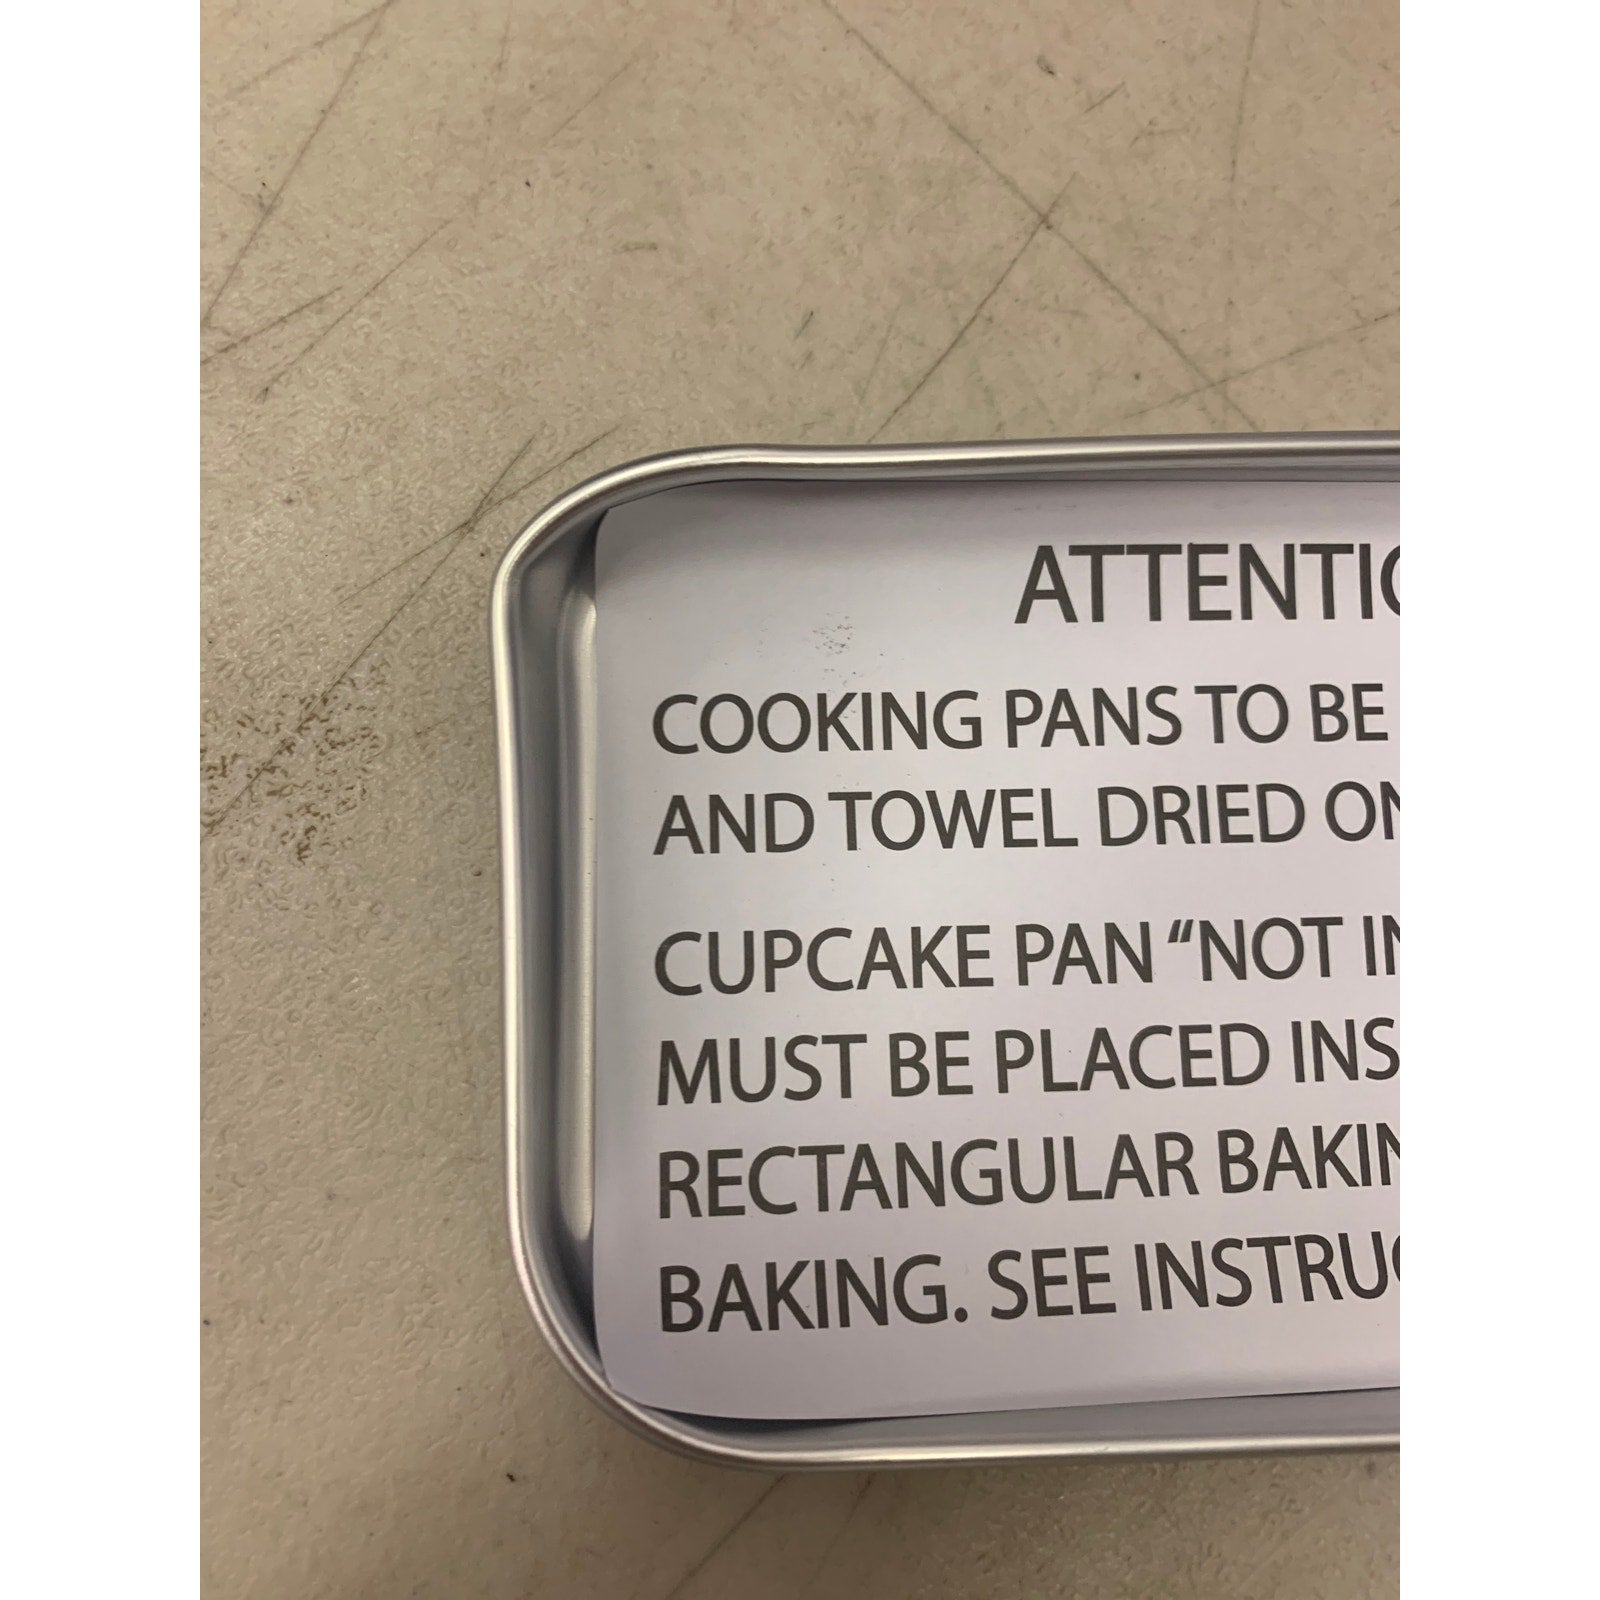 ATTENTIO
COOKING PANS TO BE
AND TOWEL DRIED ON
CUPCAKE PAN “NOT IN
MUST BE PLACED INS
RECTANGULAR BAKIN
BAKING. SEE INSTRUC